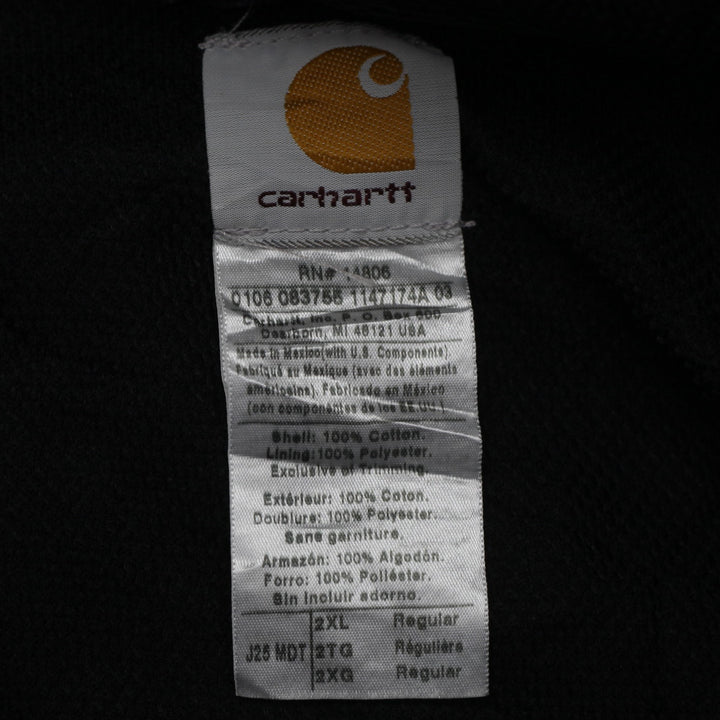 carhartt
RN# 14806
0106 083755 1147174A 03
Carhartt, Inc. P. O. Box 600
Dearborn, MI 48121 USA
Made in Mexico(with U.S. Components).
Fabriqué au Mexique (avec des éléments
américains). Fabricado en México
(con componentes de los EE.UU.)
Shell: 100% Cotton.
Lining:100% Polyester.
Exclusive of Trimming.
Extérieur: 100% Coton.
Doublure: 100% Polyester.
Sans garniture.
Armazón: 100% Algodón.
Forro: 100% Poliéster.
Sin incluir adorno.
2XL Regular
J25 MDT 2TG Régulière
2XG Regular